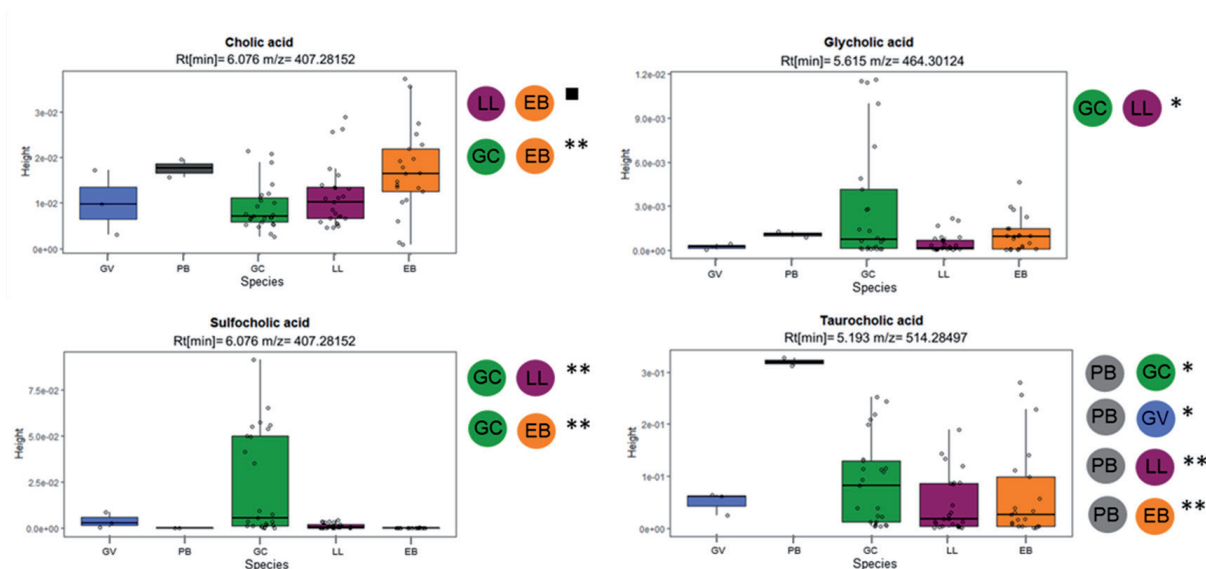 Cholic acid
Rt[min]= 6.076 m/z= 407.28152
Height
3e-02
2e-02
1e-02
0e+00
GV PB GC LL EB
Species
LL EB ■
GC EB **
Glycholic acid
Rt[min]= 5.615 m/z= 464.30124
Height
1.2e-02
9.0e-03
6.0e-03
3.0e-03
0.0e+00
GV PB GC LL EB
Species
GC LL *
Sulfocholic acid
Rt[min]= 6.076 m/z= 407.28152
Height
7.5e-02
5.0e-02
2.5e-02
0.0e+00
GV PB GC LL EB
Species
GC LL **
GC EB **
Taurocholic acid
Rt[min]= 5.193 m/z= 514.28497
Height
3e-01
2e-01
1e-01
0e+00
GV PB GC LL EB
Species
PB GC *
PB GV *
PB LL **
PB EB **